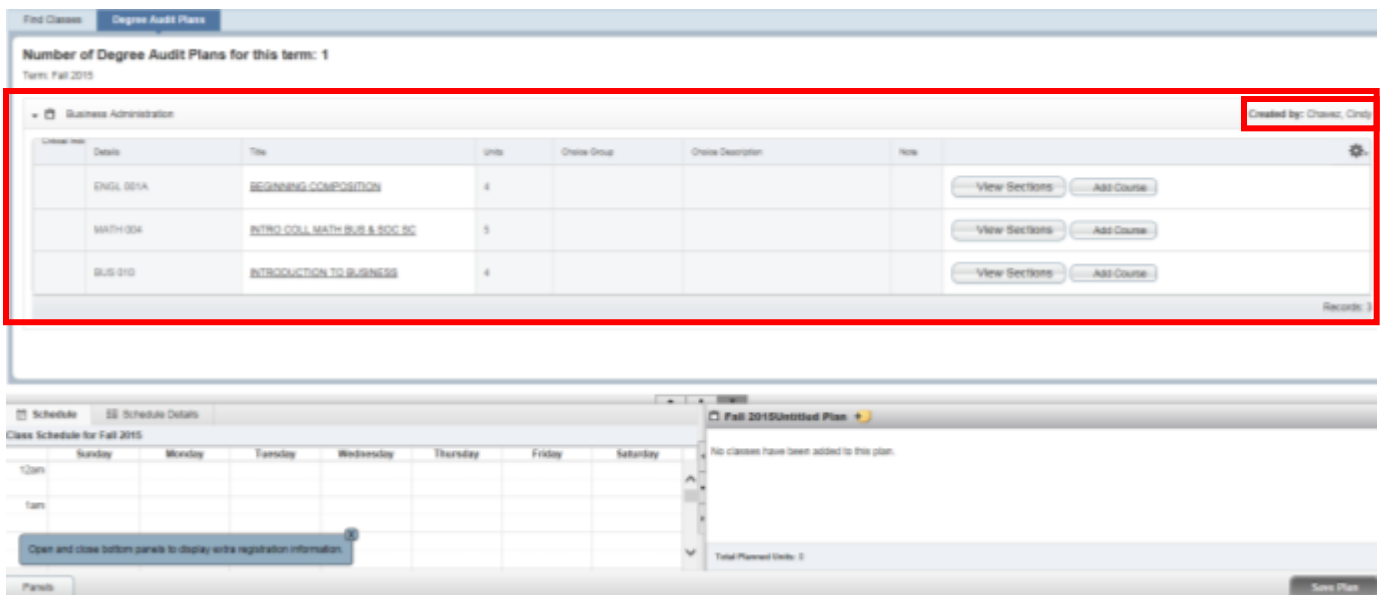 Find Classes Degree Audit Plans
Number of Degree Audit Plans for this term: 1
Term: Fall 2015
Business Administration Created by: Chavez, Cindy
Details Title Units Choice Group Choice Description Note
ENGL 001A BEGINNING COMPOSITION 4 View Sections Add Course
MATH 004 INTRO COLL MATH BUS & SOC SC 5 View Sections Add Course
BUS 010 INTRODUCTION TO BUSINESS 4 View Sections Add Course
Records: 3
Schedule Schedule Details
Fall 2015Untitled Plan
Class Schedule for Fall 2015
Sunday Monday Tuesday Wednesday Thursday Friday Saturday
No classes have been added to this plan.
12am
1am
X
Open and close bottom panels to display extra registration information.
Total Planned Units: 0
Panels Save Plan